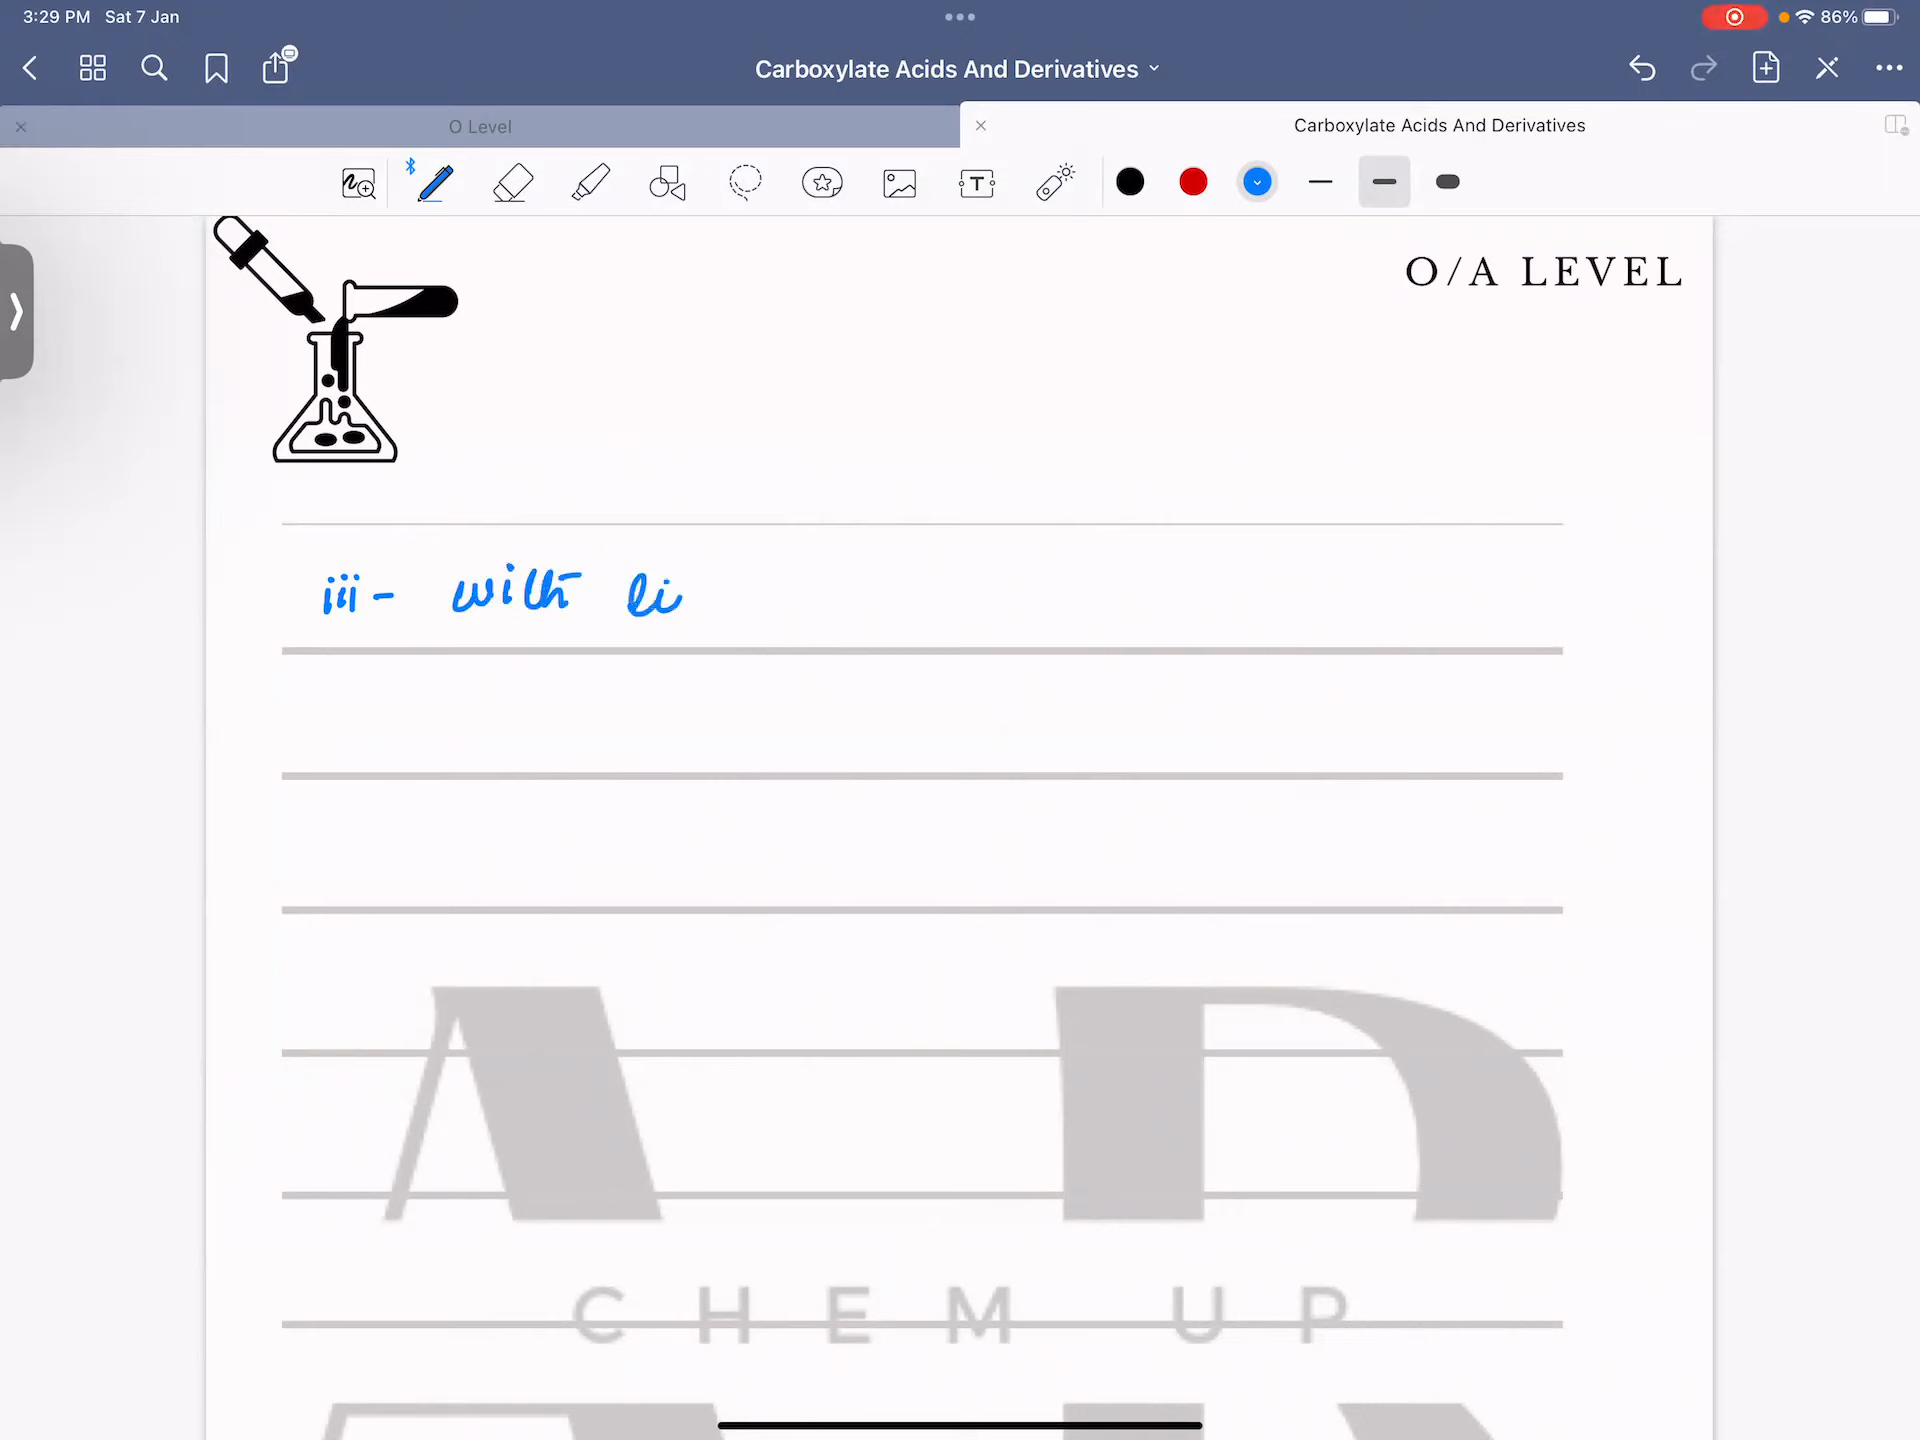 3:29 PM Sat 7 Jan
86%
Carboxylate Acids And Derivatives
O Level
Carboxylate Acids And Derivatives
T
O/A LEVEL
iii- with li
CHEM UP